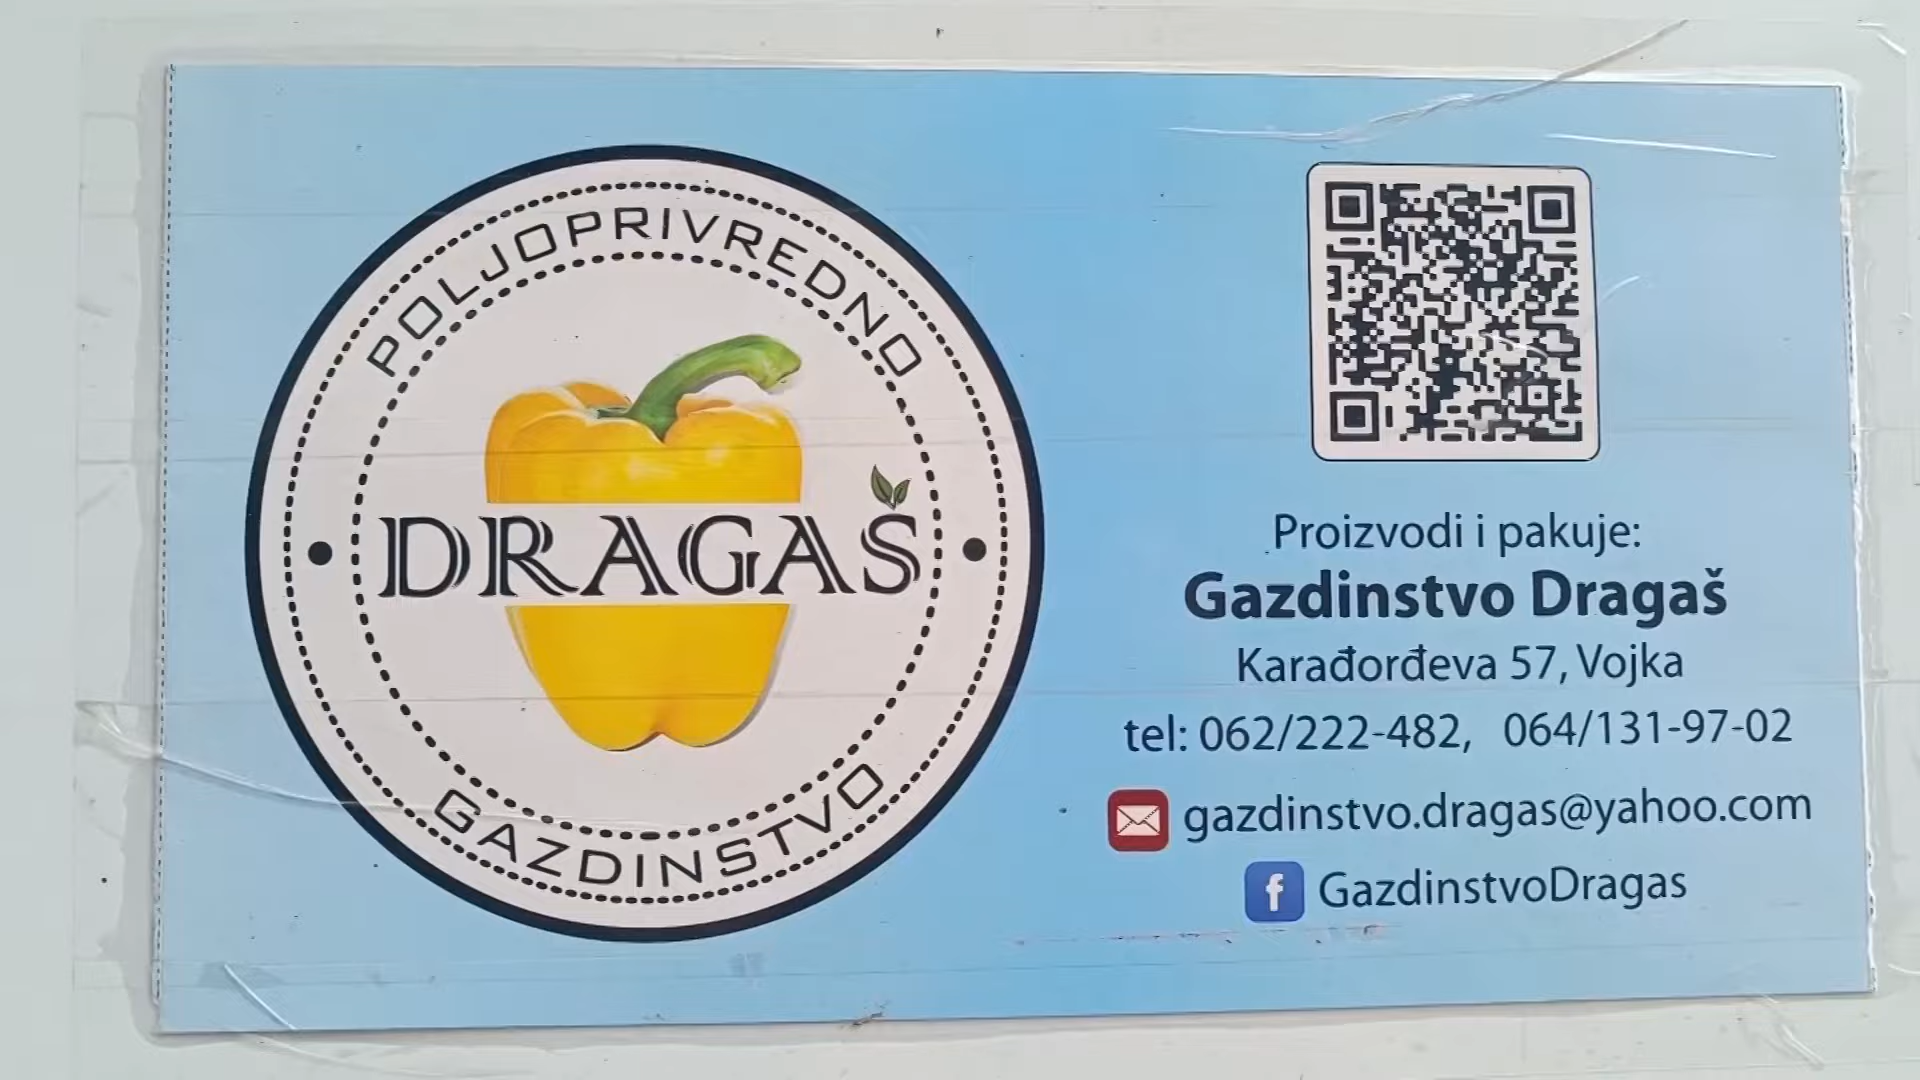 POLJOPRIVREDNO
DRAGAŠ
GAZDINSTVO
Proizvodi i pakuje:
Gazdinstvo Dragaš
Karađorđeva 57, Vojka
tel: 062/222-482, 064/131-97-02
gazdinstvo.dragas@yahoo.com
f GazdinstvoDragas